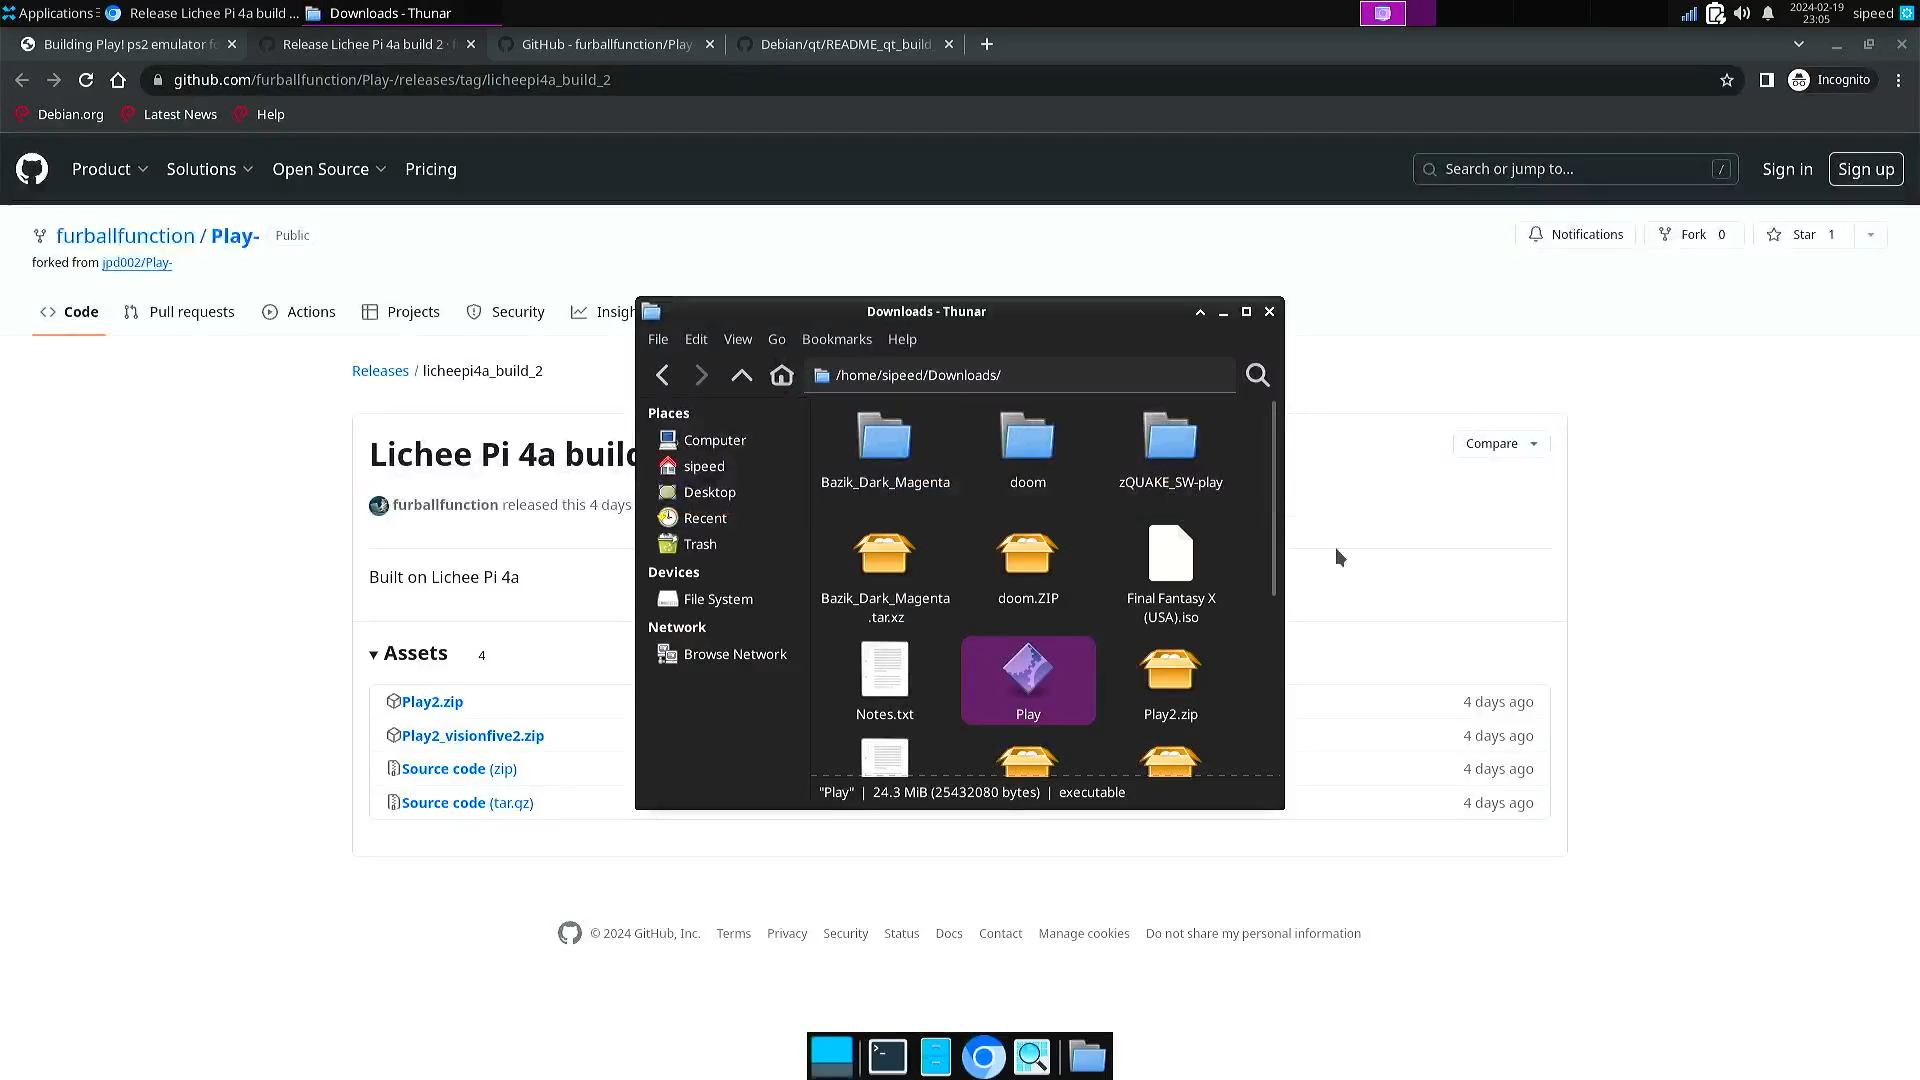 Applications
Release Lichee Pi 4a build ...
Downloads - Thunar
2024-02-19
23:05
sipeed
Building Play! ps2 emulator fo
Release Lichee Pi 4a build 2 · f
GitHub - furballfunction/Play
Debian/qt/README_qt_build
github.com/furballfunction/Play-/releases/tag/licheepi4a_build_2
Incognito
Debian.org
Latest News
Help
Product
Solutions
Open Source
Pricing
Search or jump to...
/
Sign in
Sign up
furballfunction / Play-
Public
Notifications
Fork 0
Star 1
forked from jpd002/Play-
Code
Pull requests
Actions
Projects
Security
Insigh
Releases / licheepi4a_build_2
Lichee Pi 4a build
Compare
furballfunction released this 4 days
Built on Lichee Pi 4a
Assets 4
Play2.zip
4 days ago
Play2_visionfive2.zip
4 days ago
Source code (zip)
4 days ago
Source code (tar.gz)
4 days ago
Downloads - Thunar
File
Edit
View
Go
Bookmarks
Help
/home/sipeed/Downloads/
Places
Computer
sipeed
Desktop
Recent
Trash
Devices
File System
Network
Browse Network
Bazik_Dark_Magenta
doom
zQUAKE_SW-play
Bazik_Dark_Magenta
.tar.xz
doom.ZIP
Final Fantasy X
(USA).iso
Notes.txt
Play
Play2.zip
"Play" | 24.3 MiB (25432080 bytes) | executable
© 2024 GitHub, Inc.
Terms
Privacy
Security
Status
Docs
Contact
Manage cookies
Do not share my personal information